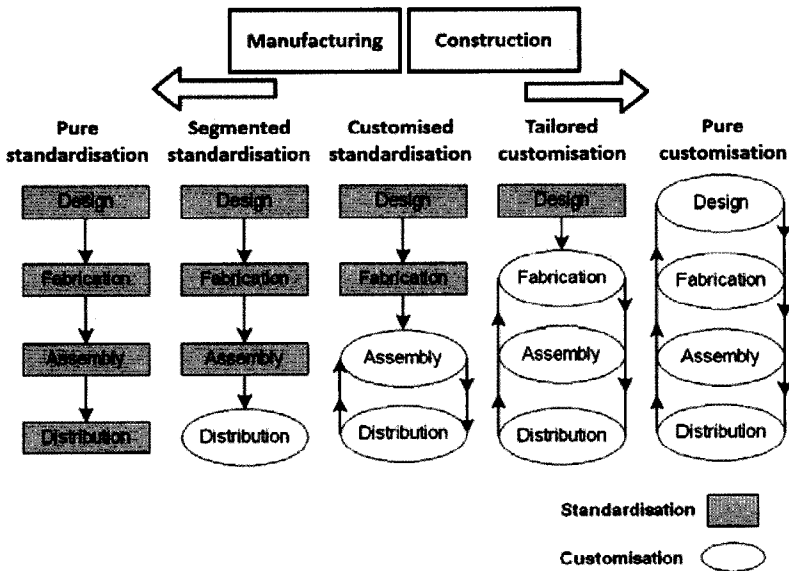 Manufacturing Construction
Pure standardisation
Segmented standardisation
Customised standardisation
Tailored customisation
Pure customisation
Design Design Design Design Design
Fabrication Fabrication Fabrication Fabrication Fabrication
Assembly Assembly Assembly Assembly Assembly
Distribution Distribution Distribution Distribution Distribution
Standardisation
Customisation